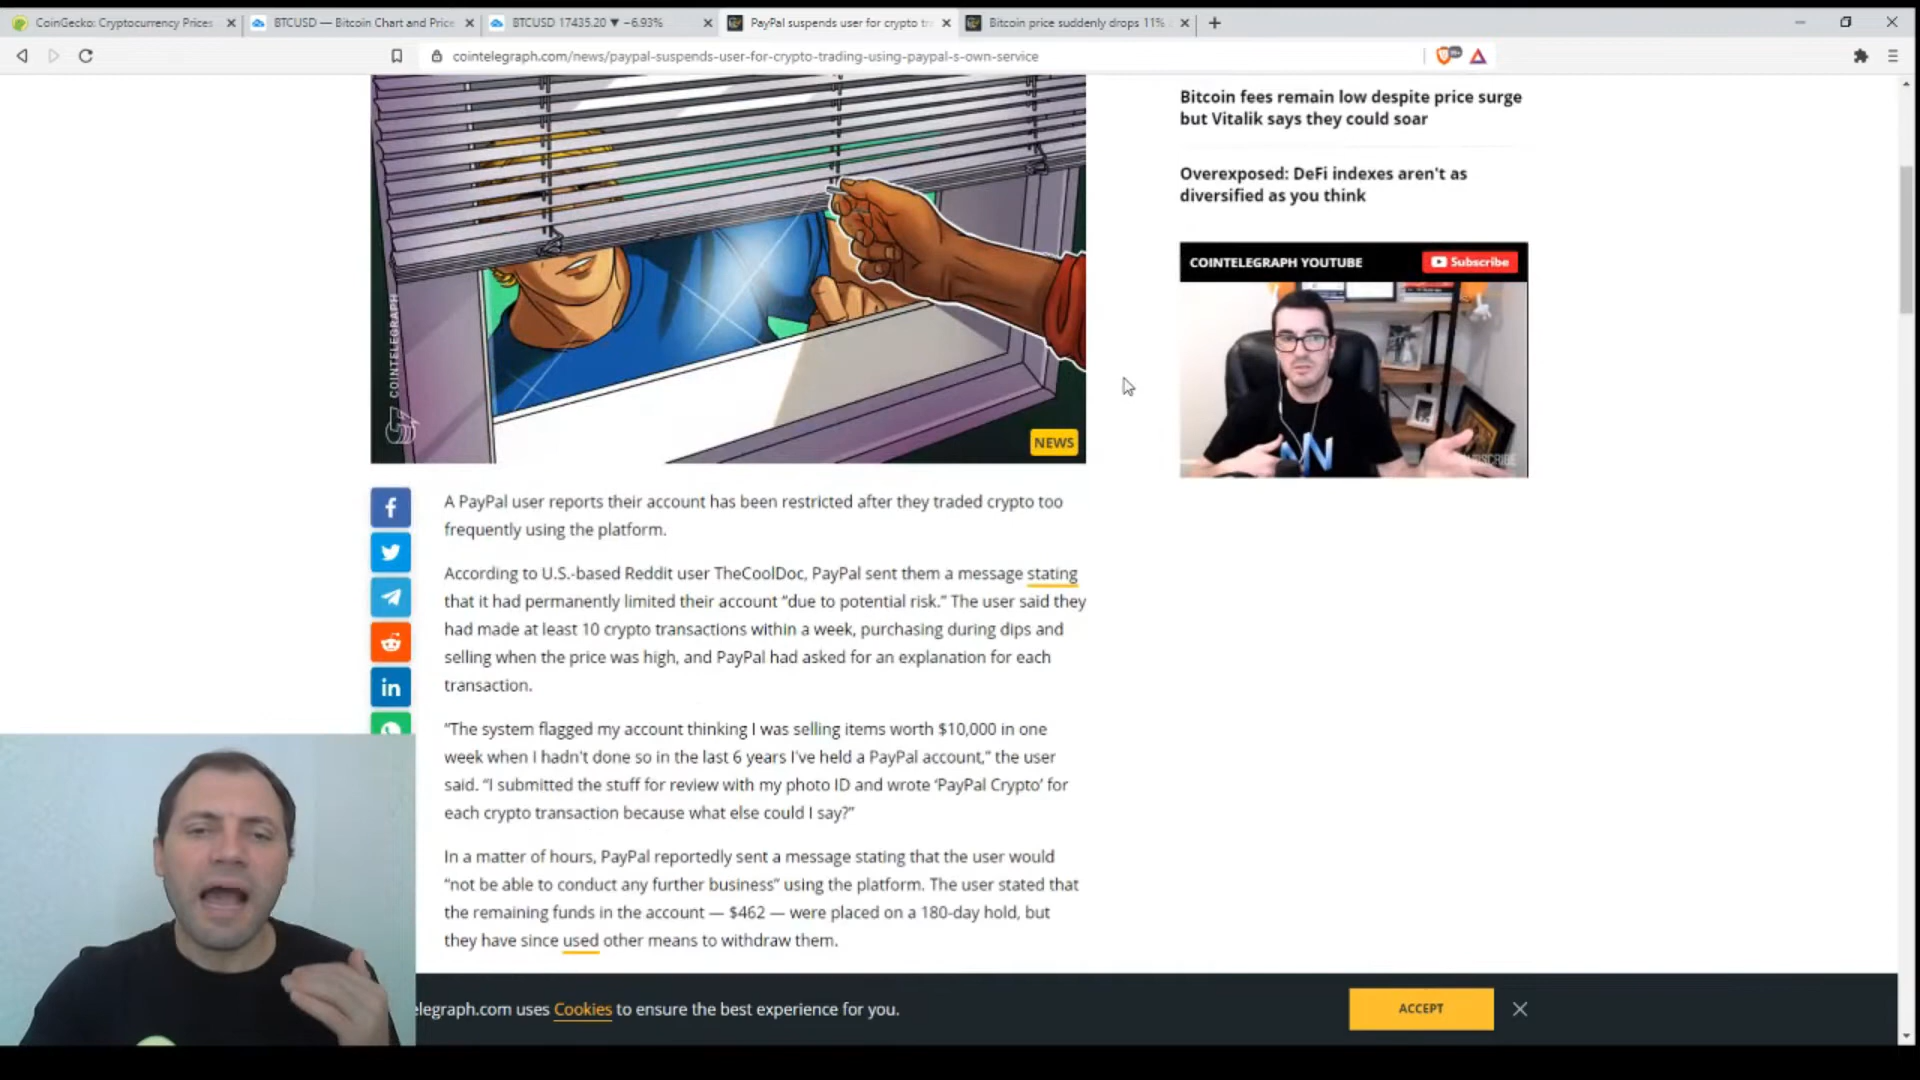 CoinGecko: Cryptocurrency Prices
BTCUSD — Bitcoin Chart and Price
BTCUSD 17435.20 ▼ −6.93%
PayPal suspends user for crypto tr
Bitcoin price suddenly drops 11%
cointelegraph.com/news/paypal-suspends-user-for-crypto-trading-using-paypal-s-own-service
Bitcoin fees remain low despite price surge
but Vitalik says they could soar
Overexposed: DeFi indexes aren't as
diversified as you think
COINTELEGRAPH YOUTUBE
Subscribe
COINTELEGRAPH
NEWS
A PayPal user reports their account has been restricted after they traded crypto too
frequently using the platform.
According to U.S.-based Reddit user TheCoolDoc, PayPal sent them a message stating
that it had permanently limited their account “due to potential risk.” The user said they
had made at least 10 crypto transactions within a week, purchasing during dips and
selling when the price was high, and PayPal had asked for an explanation for each
transaction.
“The system flagged my account thinking I was selling items worth $10,000 in one
week when I hadn't done so in the last 6 years I've held a PayPal account,” the user
said. “I submitted the stuff for review with my photo ID and wrote ‘PayPal Crypto’ for
each crypto transaction because what else could I say?”
In a matter of hours, PayPal reportedly sent a message stating that the user would
“not be able to conduct any further business” using the platform. The user stated that
the remaining funds in the account — $462 — were placed on a 180-day hold, but
they have since used other means to withdraw them.
elegraph.com uses Cookies to ensure the best experience for you.
ACCEPT